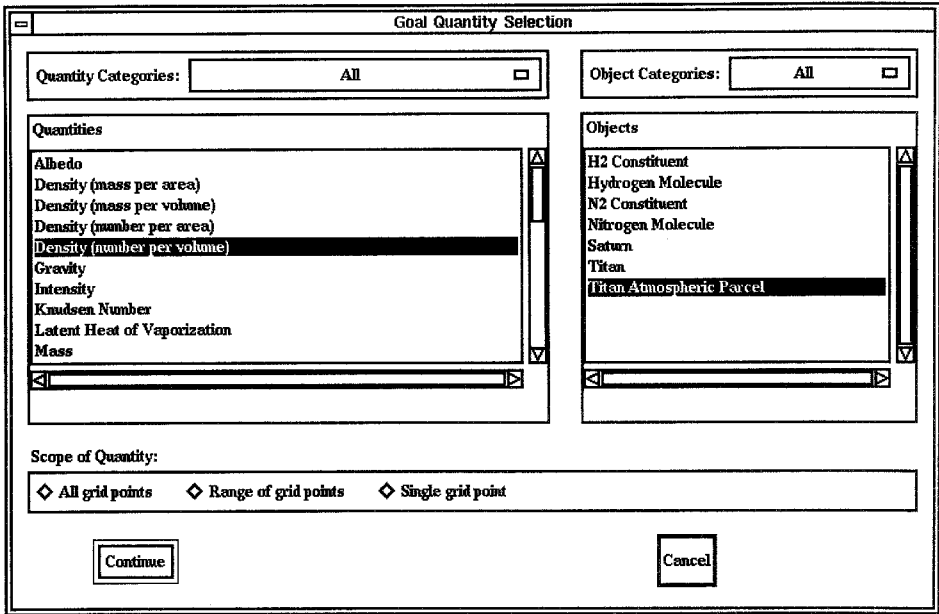 Goal Quantity Selection
Quantity Categories: All
Object Categories: All
Quantities
Albedo
Density (mass per area)
Density (mass per volume)
Density (number per area)
Density (number per volume)
Gravity
Intensity
Knudsen Number
Latent Heat of Vaporization
Mass
Objects
H2 Constituent
Hydrogen Molecule
N2 Constituent
Nitrogen Molecule
Saturn
Titan
Titan Atmospheric Parcel
Scope of Quantity:
All grid points Range of grid points Single grid point
Continue Cancel